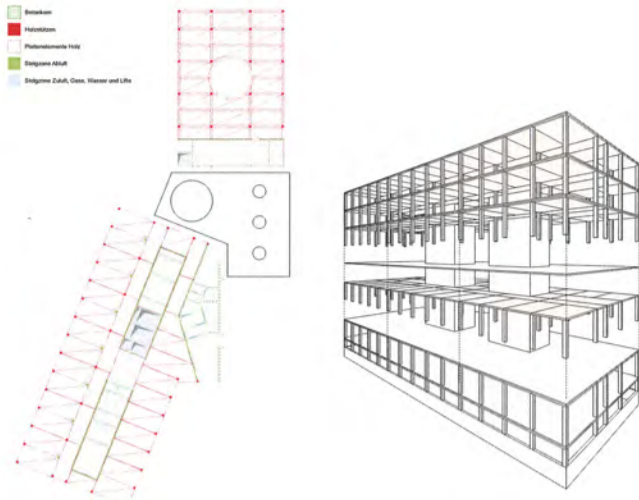 Betonkern
Holzstützen
Plattenelemente Holz
Steigzone Abluft
Steigzone Zuluft, Gase, Wasser und Lifte